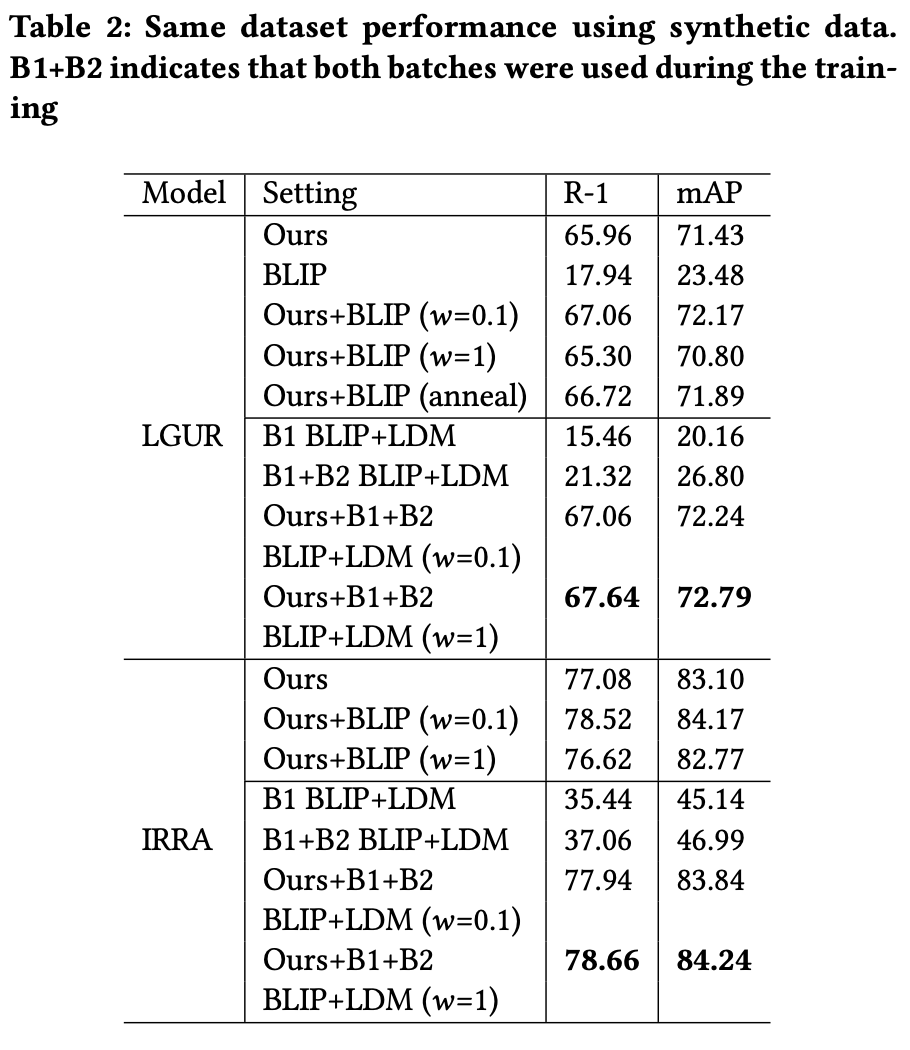 Table 2: Same dataset performance using synthetic data.
B1+B2 indicates that both batches were used during the train-
ing
Model Setting R-1 mAP
Ours 65.96 71.43
BLIP 17.94 23.48
Ours+BLIP (w=0.1) 67.06 72.17
Ours+BLIP (w=1) 65.30 70.80
Ours+BLIP (anneal) 66.72 71.89
LGUR B1 BLIP+LDM 15.46 20.16
B1+B2 BLIP+LDM 21.32 26.80
Ours+B1+B2 67.06 72.24
BLIP+LDM (w=0.1)
Ours+B1+B2 67.64 72.79
BLIP+LDM (w=1)
Ours 77.08 83.10
Ours+BLIP (w=0.1) 78.52 84.17
Ours+BLIP (w=1) 76.62 82.77
B1 BLIP+LDM 35.44 45.14
IRRA B1+B2 BLIP+LDM 37.06 46.99
Ours+B1+B2 77.94 83.84
BLIP+LDM (w=0.1)
Ours+B1+B2 78.66 84.24
BLIP+LDM (w=1)